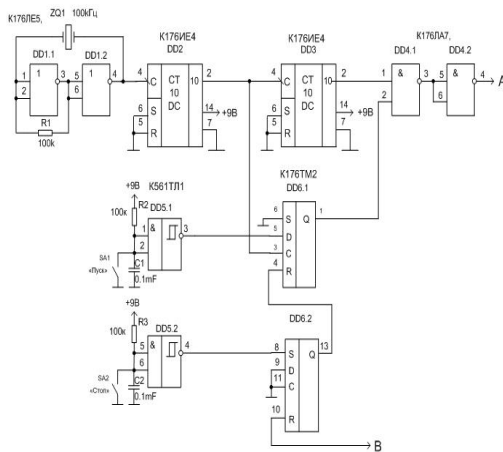 К176ЛЕ5,
ZQ1 100кГц
DD1.1
DD1.2
1
1
1
2
3
5
6
4
R1
100k
К176ИЕ4
DD2
4
C
CT
10
DC
2
6
S
5
R
14
+9В
7
К176ИЕ4
DD3
4
C
CT
10
DC
2
6
S
5
R
14
+9В
7
К176ЛА7,
DD4.1
DD4.2
1
2
&
3
5
6
&
4
A
+9В
R2
100к
К561ТЛ1
DD5.1
1
&
2
3
SA1
«Пуск»
C1
0.1mF
К176ТМ2
DD6.1
6
S
Q
1
5
D
3
C
4
R
+9В
R3
100к
DD5.2
5
&
6
4
SA2
«Стоп»
C2
0.1mF
DD6.2
8
S
Q
13
9
D
11
C
10
R
B